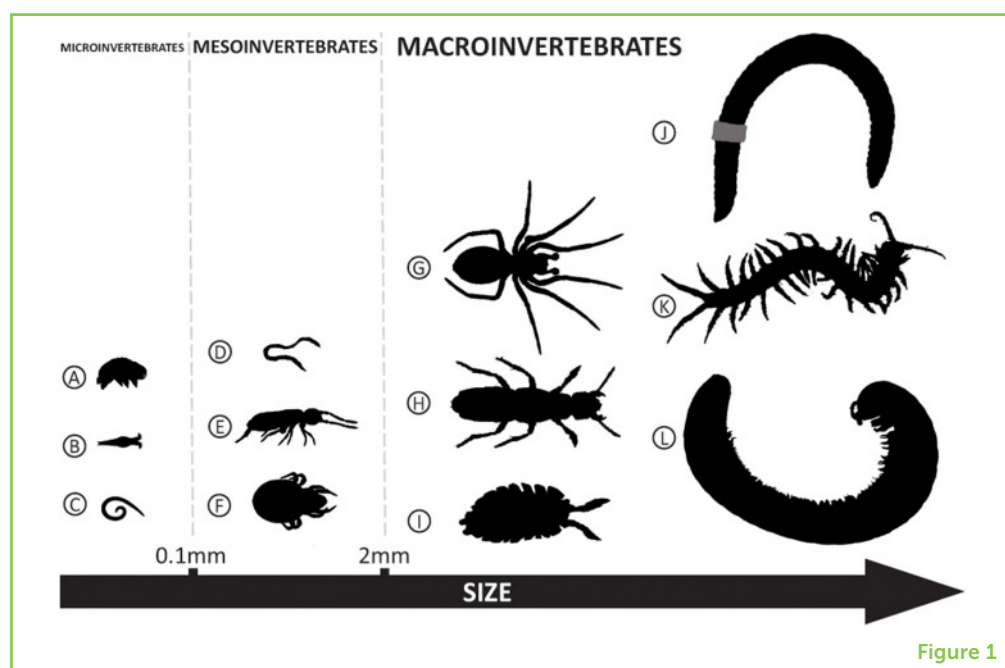 MICROINVERTEBRATES MESOINVERTEBRATES MACROINVERTEBRATES
J
G
K
D
A
H
E
L
B
C
F
I
0.1mm 2mm
SIZE
Figure 1